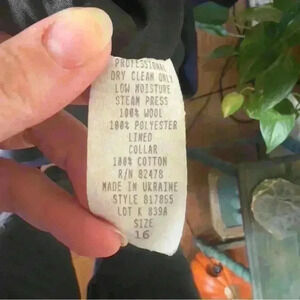 PROFESSIONAL
DRY CLEAN ONLY
LOW MOISTURE
STEAM PRESS
100% WOOL
100% POLYESTER
LINED
COLLAR
100% COTTON
R/N 82478
MADE IN UKRAINE
STYLE 817865
LOT K 839A
SIZE
16